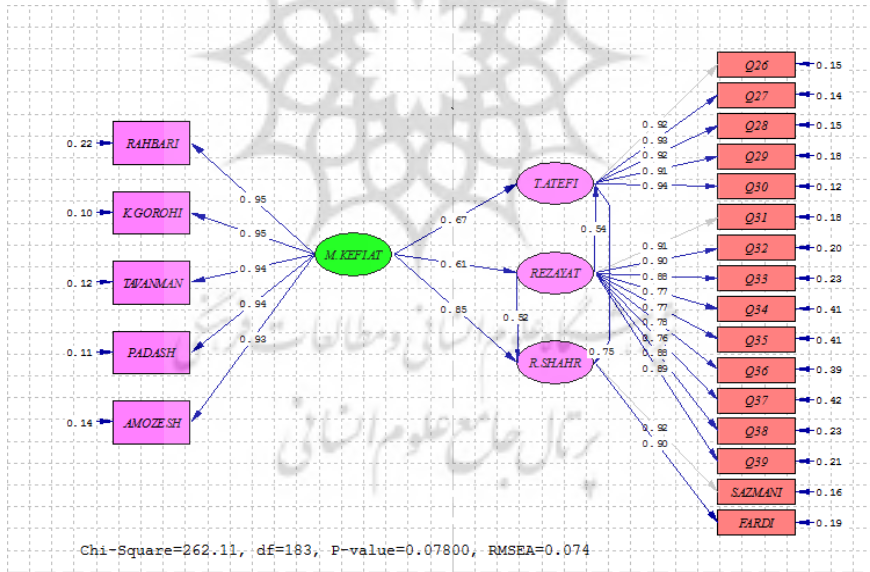 RAHBARI
K.GOROHI
TAVANMAN
PADASH
AMOZESH
0.22
0.10
0.12
0.11
0.14
0.95
0.95
0.94
0.94
0.93
M.KEFIAT
0.67
0.61
0.85
T.ATEFI
REZAYAT
R.SHAHR
0.54
0.52
0.75
0.92
0.93
0.92
0.91
0.94
0.91
0.90
0.88
0.77
0.77
0.78
0.76
0.88
0.89
0.92
0.90
Q26 0.15
Q27 0.14
Q28 0.15
Q29 0.18
Q30 0.12
Q31 0.18
Q32 0.20
Q33 0.23
Q34 0.41
Q35 0.41
Q36 0.39
Q37 0.42
Q38 0.23
Q39 0.21
SAZMANI 0.16
FARDI 0.19
پرتال جامع علوم انسانی
Chi-Square=262.11, df=183, P-value=0.07800, RMSEA=0.074